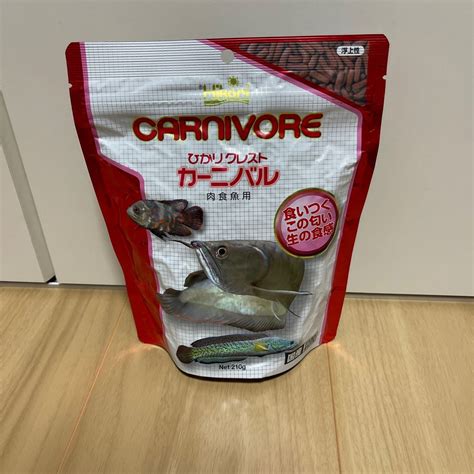 浮上性
Hikari
CARNIVORE
ひかりクレスト
カーニバル
肉食魚用
食いつく
この匂い
生の食感
Net 210g